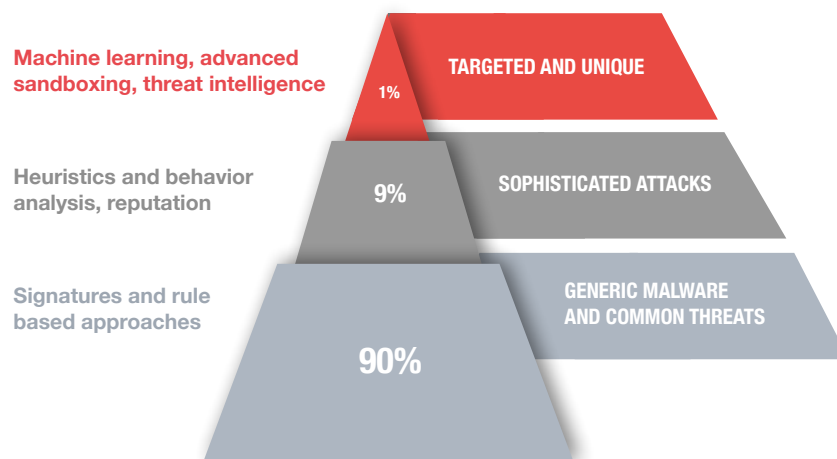 Machine learning, advanced
sandboxing, threat intelligence
1%
TARGETED AND UNIQUE
Heuristics and behavior
analysis, reputation
9%
SOPHISTICATED ATTACKS
Signatures and rule
based approaches
90%
GENERIC MALWARE
AND COMMON THREATS